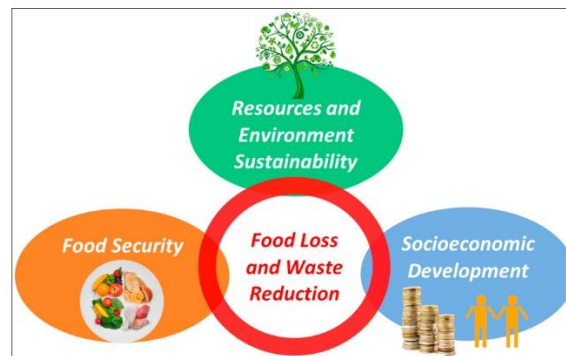 Resources and
Environment
Sustainability
Food Security
Food Loss
and Waste
Reduction
Socioeconomic
Development